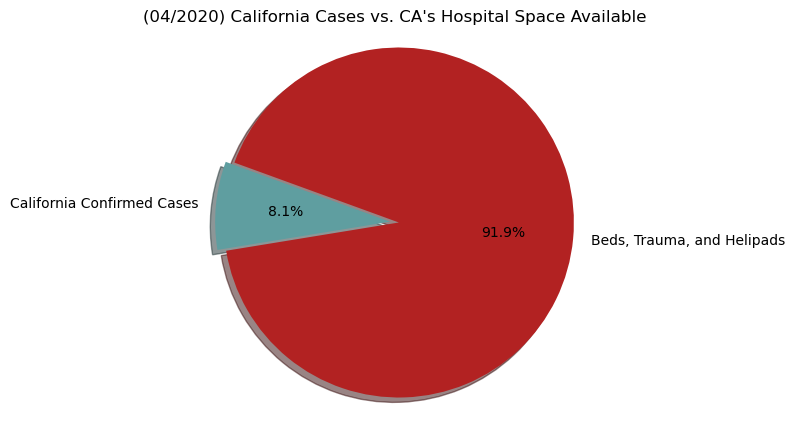 (04/2020) California Cases vs. CA's Hospital Space Available
California Confirmed Cases
8.1%
91.9%
Beds, Trauma, and Helipads